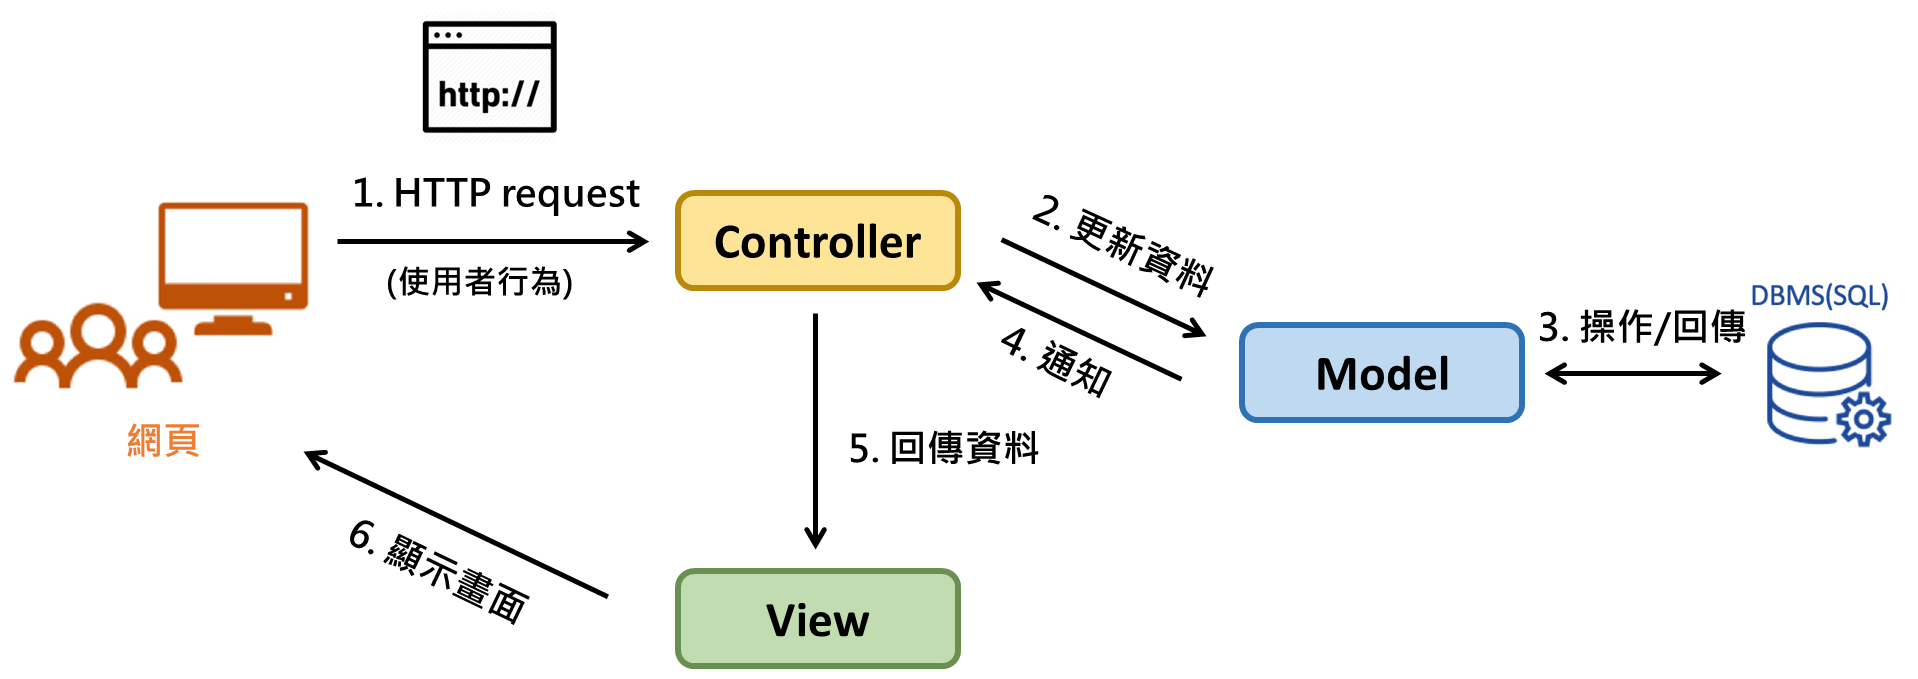 http://
1. HTTP request
(使用者行為)
Controller
2. 更新資料
4. 通知
Model
3. 操作/回傳
DBMS(SQL)
網頁
5. 回傳資料
6. 顯示畫面
View